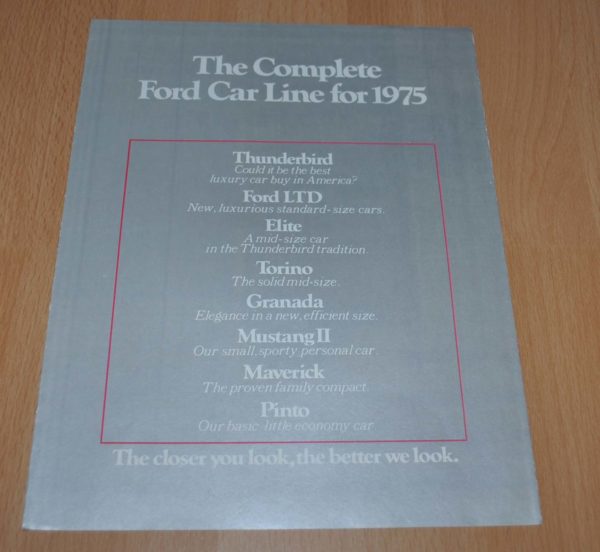 The Complete
Ford Car Line for 1975
Thunderbird
Could it be the best
luxury car buy in America?
Ford LTD
New, luxurious standard-size cars.
Elite
A mid-size car
in the Thunderbird tradition.
Torino
The solid mid-size.
Granada
Elegance in a new, efficient size.
Mustang II
Our small, sporty, personal car.
Maverick
The proven family compact.
Pinto
Our basic little economy car
The closer you look, the better we look.